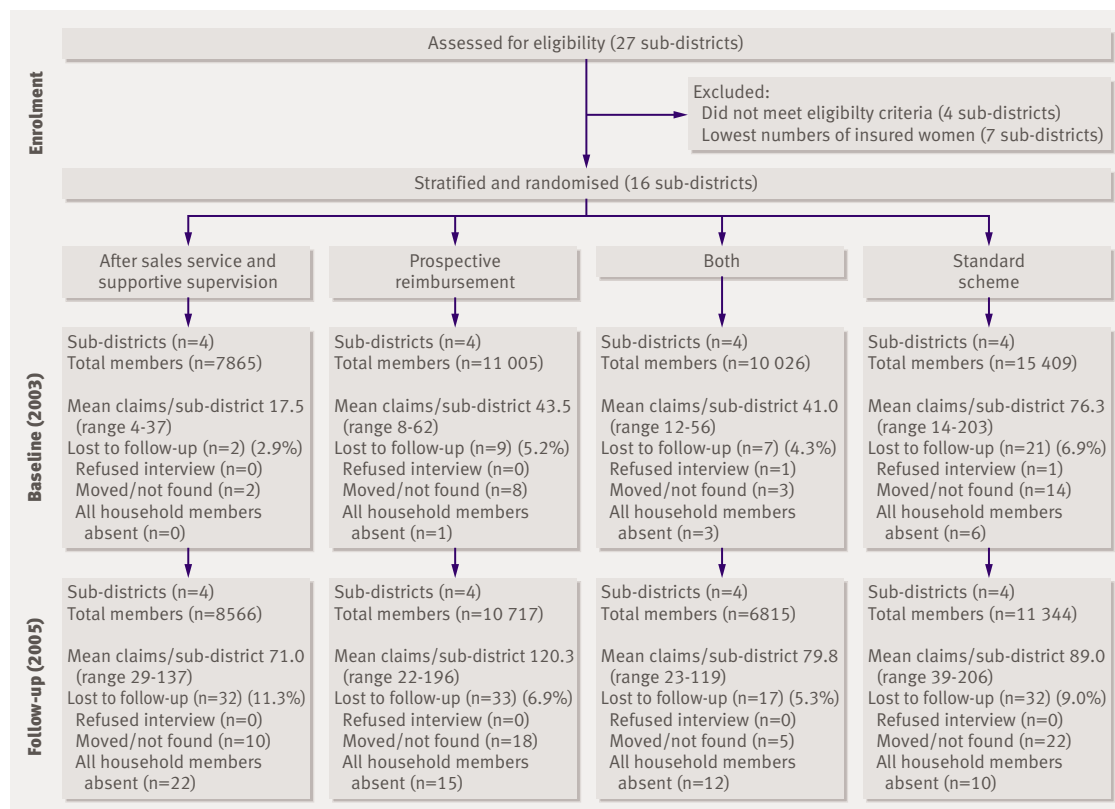 Enrolment
Assessed for eligibility (27 sub-districts)
Excluded:
Did not meet eligibilty criteria (4 sub-districts)
Lowest numbers of insured women (7 sub-districts)
Stratified and randomised (16 sub-districts)
After sales service and
supportive supervision
Prospective
reimbursement
Both
Standard
scheme
Baseline (2003)
Sub-districts (n=4)
Total members (n=7865)
Mean claims/sub-district 17.5
(range 4-37)
Lost to follow-up (n=2) (2.9%)
Refused interview (n=0)
Moved/not found (n=2)
All household members
absent (n=0)
Sub-districts (n=4)
Total members (n=11 005)
Mean claims/sub-district 43.5
(range 8-62)
Lost to follow-up (n=9) (5.2%)
Refused interview (n=0)
Moved/not found (n=8)
All household members
absent (n=1)
Sub-districts (n=4)
Total members (n=10 026)
Mean claims/sub-district 41.0
(range 12-56)
Lost to follow-up (n=7) (4.3%)
Refused interview (n=1)
Moved/not found (n=3)
All household members
absent (n=3)
Sub-districts (n=4)
Total members (n=15 409)
Mean claims/sub-district 76.3
(range 14-203)
Lost to follow-up (n=21) (6.9%)
Refused interview (n=1)
Moved/not found (n=14)
All household members
absent (n=6)
Follow-up (2005)
Sub-districts (n=4)
Total members (n=8566)
Mean claims/sub-district 71.0
(range 29-137)
Lost to follow-up (n=32) (11.3%)
Refused interview (n=0)
Moved/not found (n=10)
All household members
absent (n=22)
Sub-districts (n=4)
Total members (n=10 717)
Mean claims/sub-district 120.3
(range 22-196)
Lost to follow-up (n=33) (6.9%)
Refused interview (n=0)
Moved/not found (n=18)
All household members
absent (n=15)
Sub-districts (n=4)
Total members (n=6815)
Mean claims/sub-district 79.8
(range 23-119)
Lost to follow-up (n=17) (5.3%)
Refused interview (n=0)
Moved/not found (n=5)
All household members
absent (n=12)
Sub-districts (n=4)
Total members (n=11 344)
Mean claims/sub-district 89.0
(range 39-206)
Lost to follow-up (n=32) (9.0%)
Refused interview (n=0)
Moved/not found (n=22)
All household members
absent (n=10)